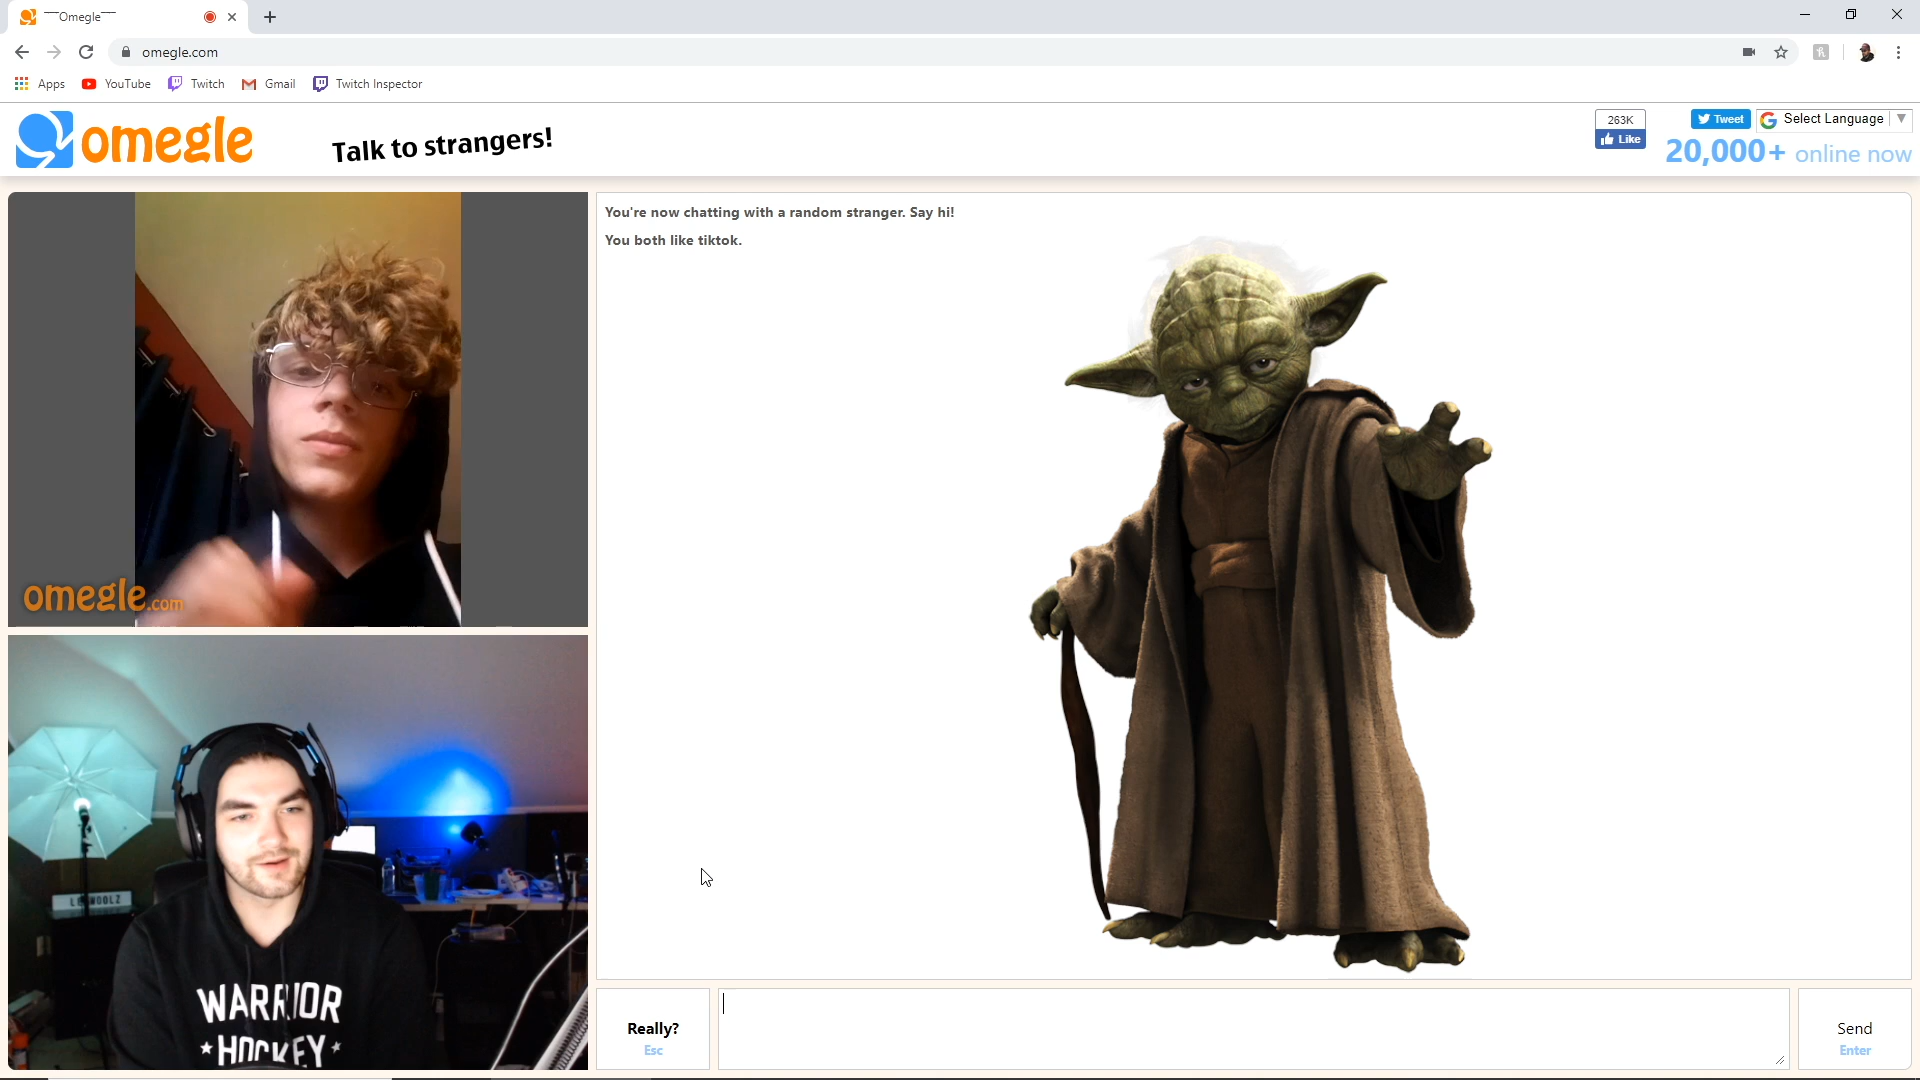 Omegle
omegle.com
Apps
YouTube
Twitch
Gmail
Twitch Inspector
omegle
Talk to strangers!
263K
Like
Tweet
Select Language
20,000+ online now
You're now chatting with a random stranger. Say hi!
You both like tiktok.
omegle.com
WARRIOR
HOCKEY
Really?
Esc
Send
Enter